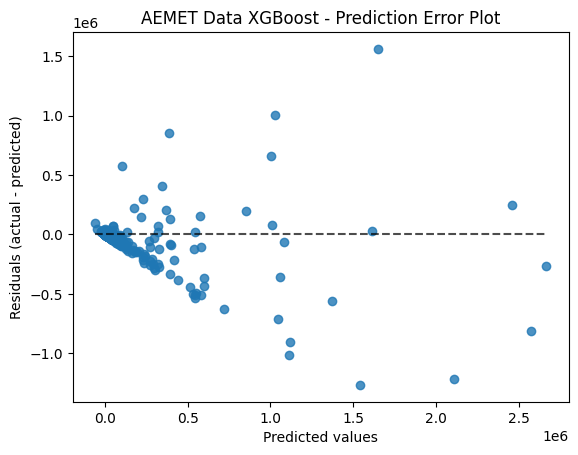 AEMET Data XGBoost - Prediction Error Plot
1e6
1.5
1.0
0.5
0.0
−0.5
−1.0
Residuals (actual - predicted)
0.0 0.5 1.0 1.5 2.0 2.5
1e6
Predicted values